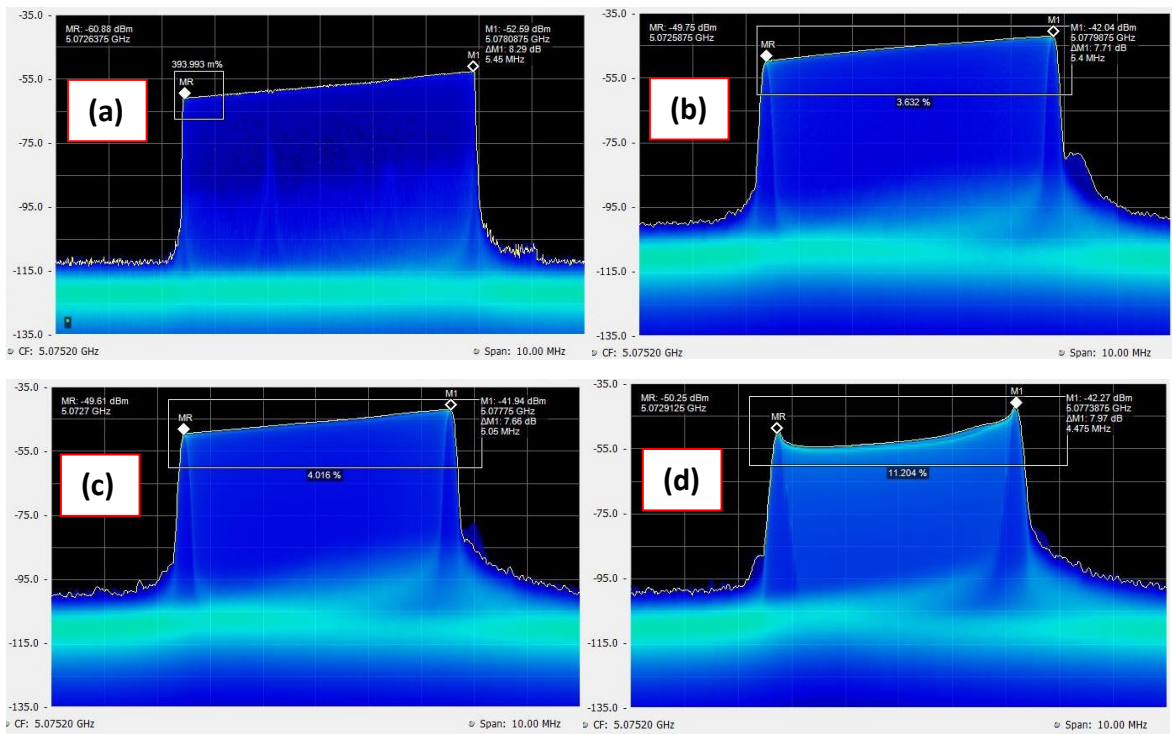 -35.0 -
MR: -60.88 dBm
5.0726375 GHz
M1: -52.59 dBm
5.0780875 GHz
ΔM1: 8.29 dB
5.45 MHz
M1
393.993 m%
MR
-55.0 -
(a)
-75.0 -
-95.0 -
-115.0 -
-135.0 -
CF: 5.07520 GHz
Span: 10.00 MHz
-35.0 -
MR: -49.75 dBm
5.0725875 GHz
M1
M1: -42.04 dBm
5.0779875 GHz
ΔM1: 7.71 dB
5.4 MHz
MR
-55.0 -
3.632 %
(b)
-75.0 -
-95.0 -
-115.0 -
-135.0 -
CF: 5.07520 GHz
Span: 10.00 MHz
-35.0 -
MR: -49.61 dBm
5.0727 GHz
M1
M1: -41.94 dBm
5.07775 GHz
ΔM1: 7.66 dB
5.05 MHz
MR
-55.0 -
4.016 %
(c)
-75.0 -
-95.0 -
-115.0 -
-135.0 -
CF: 5.07520 GHz
Span: 10.00 MHz
-35.0 -
MR: -50.25 dBm
5.0729125 GHz
M1
M1: -42.27 dBm
5.0773875 GHz
ΔM1: 7.97 dB
4.475 MHz
MR
-55.0 -
11.204 %
(d)
-75.0 -
-95.0 -
-115.0 -
-135.0 -
CF: 5.07520 GHz
Span: 10.00 MHz